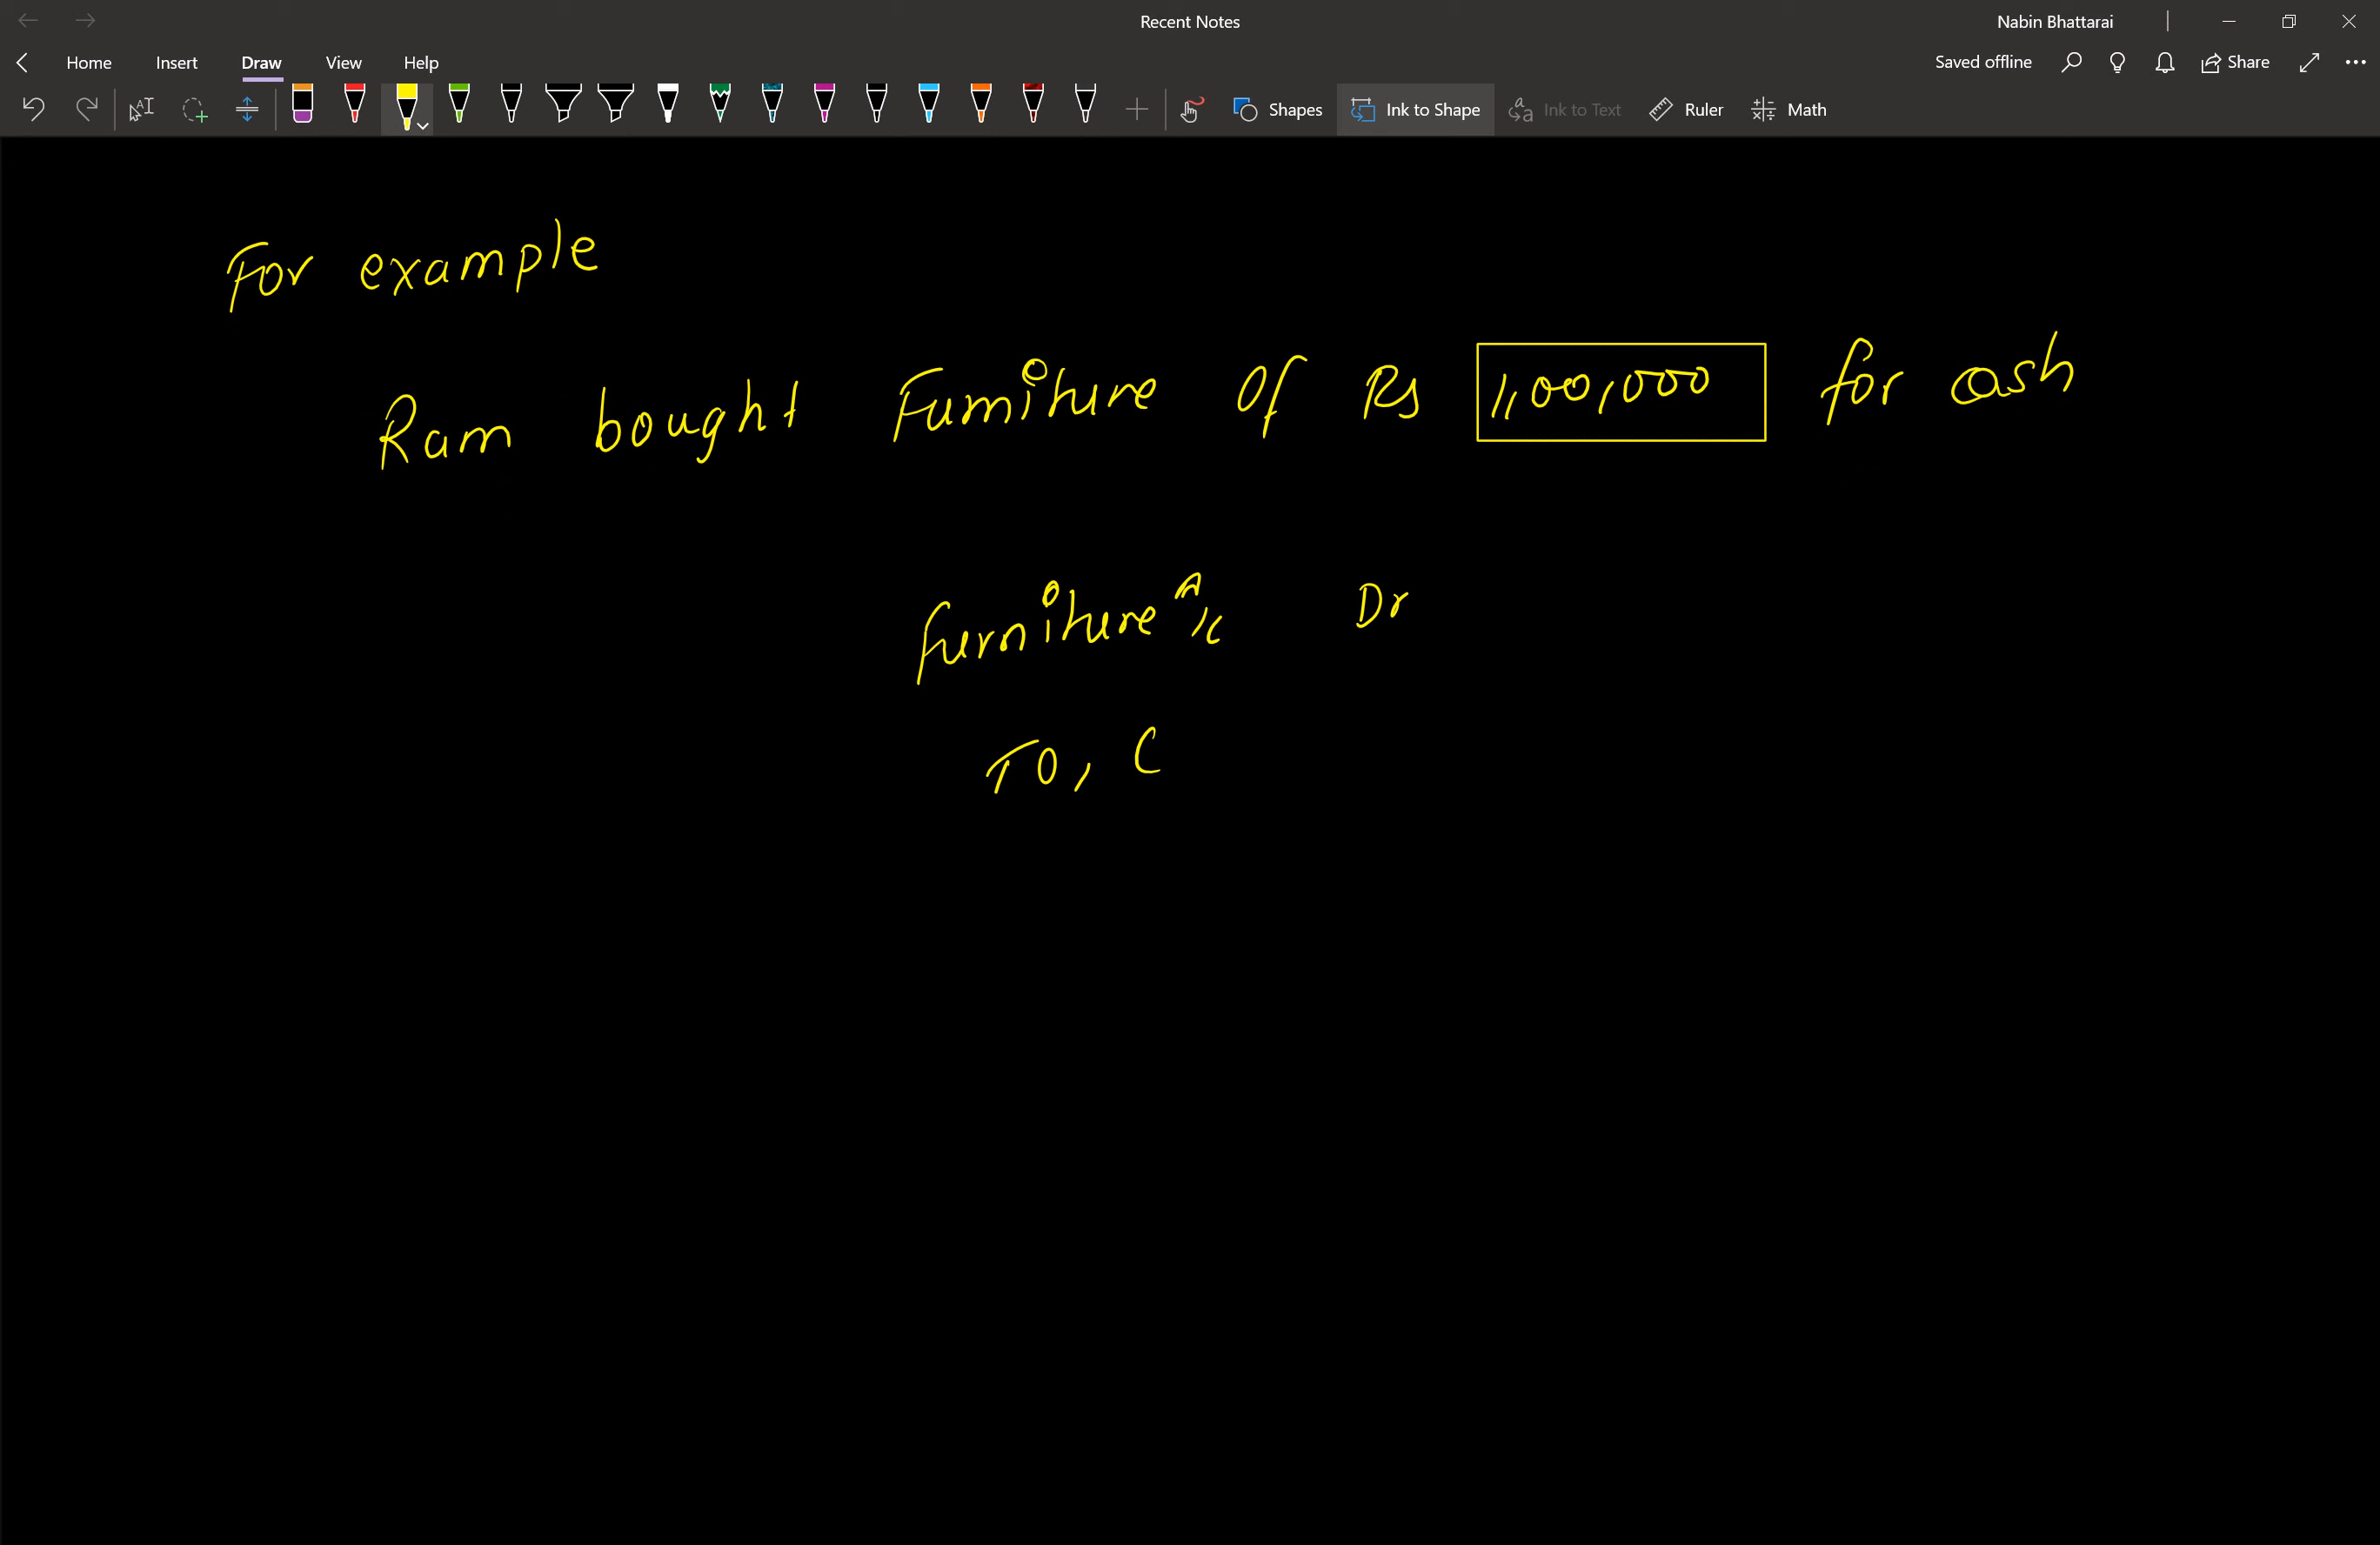 Recent Notes Nabin Bhattarai
Home Insert Draw View Help Saved offline Share
Shapes Ink to Shape Ink to Text Ruler Math
For example
Ram bought Furniture Of Rs 1,00,000 for cash
furniture A/c Dr
TO, C